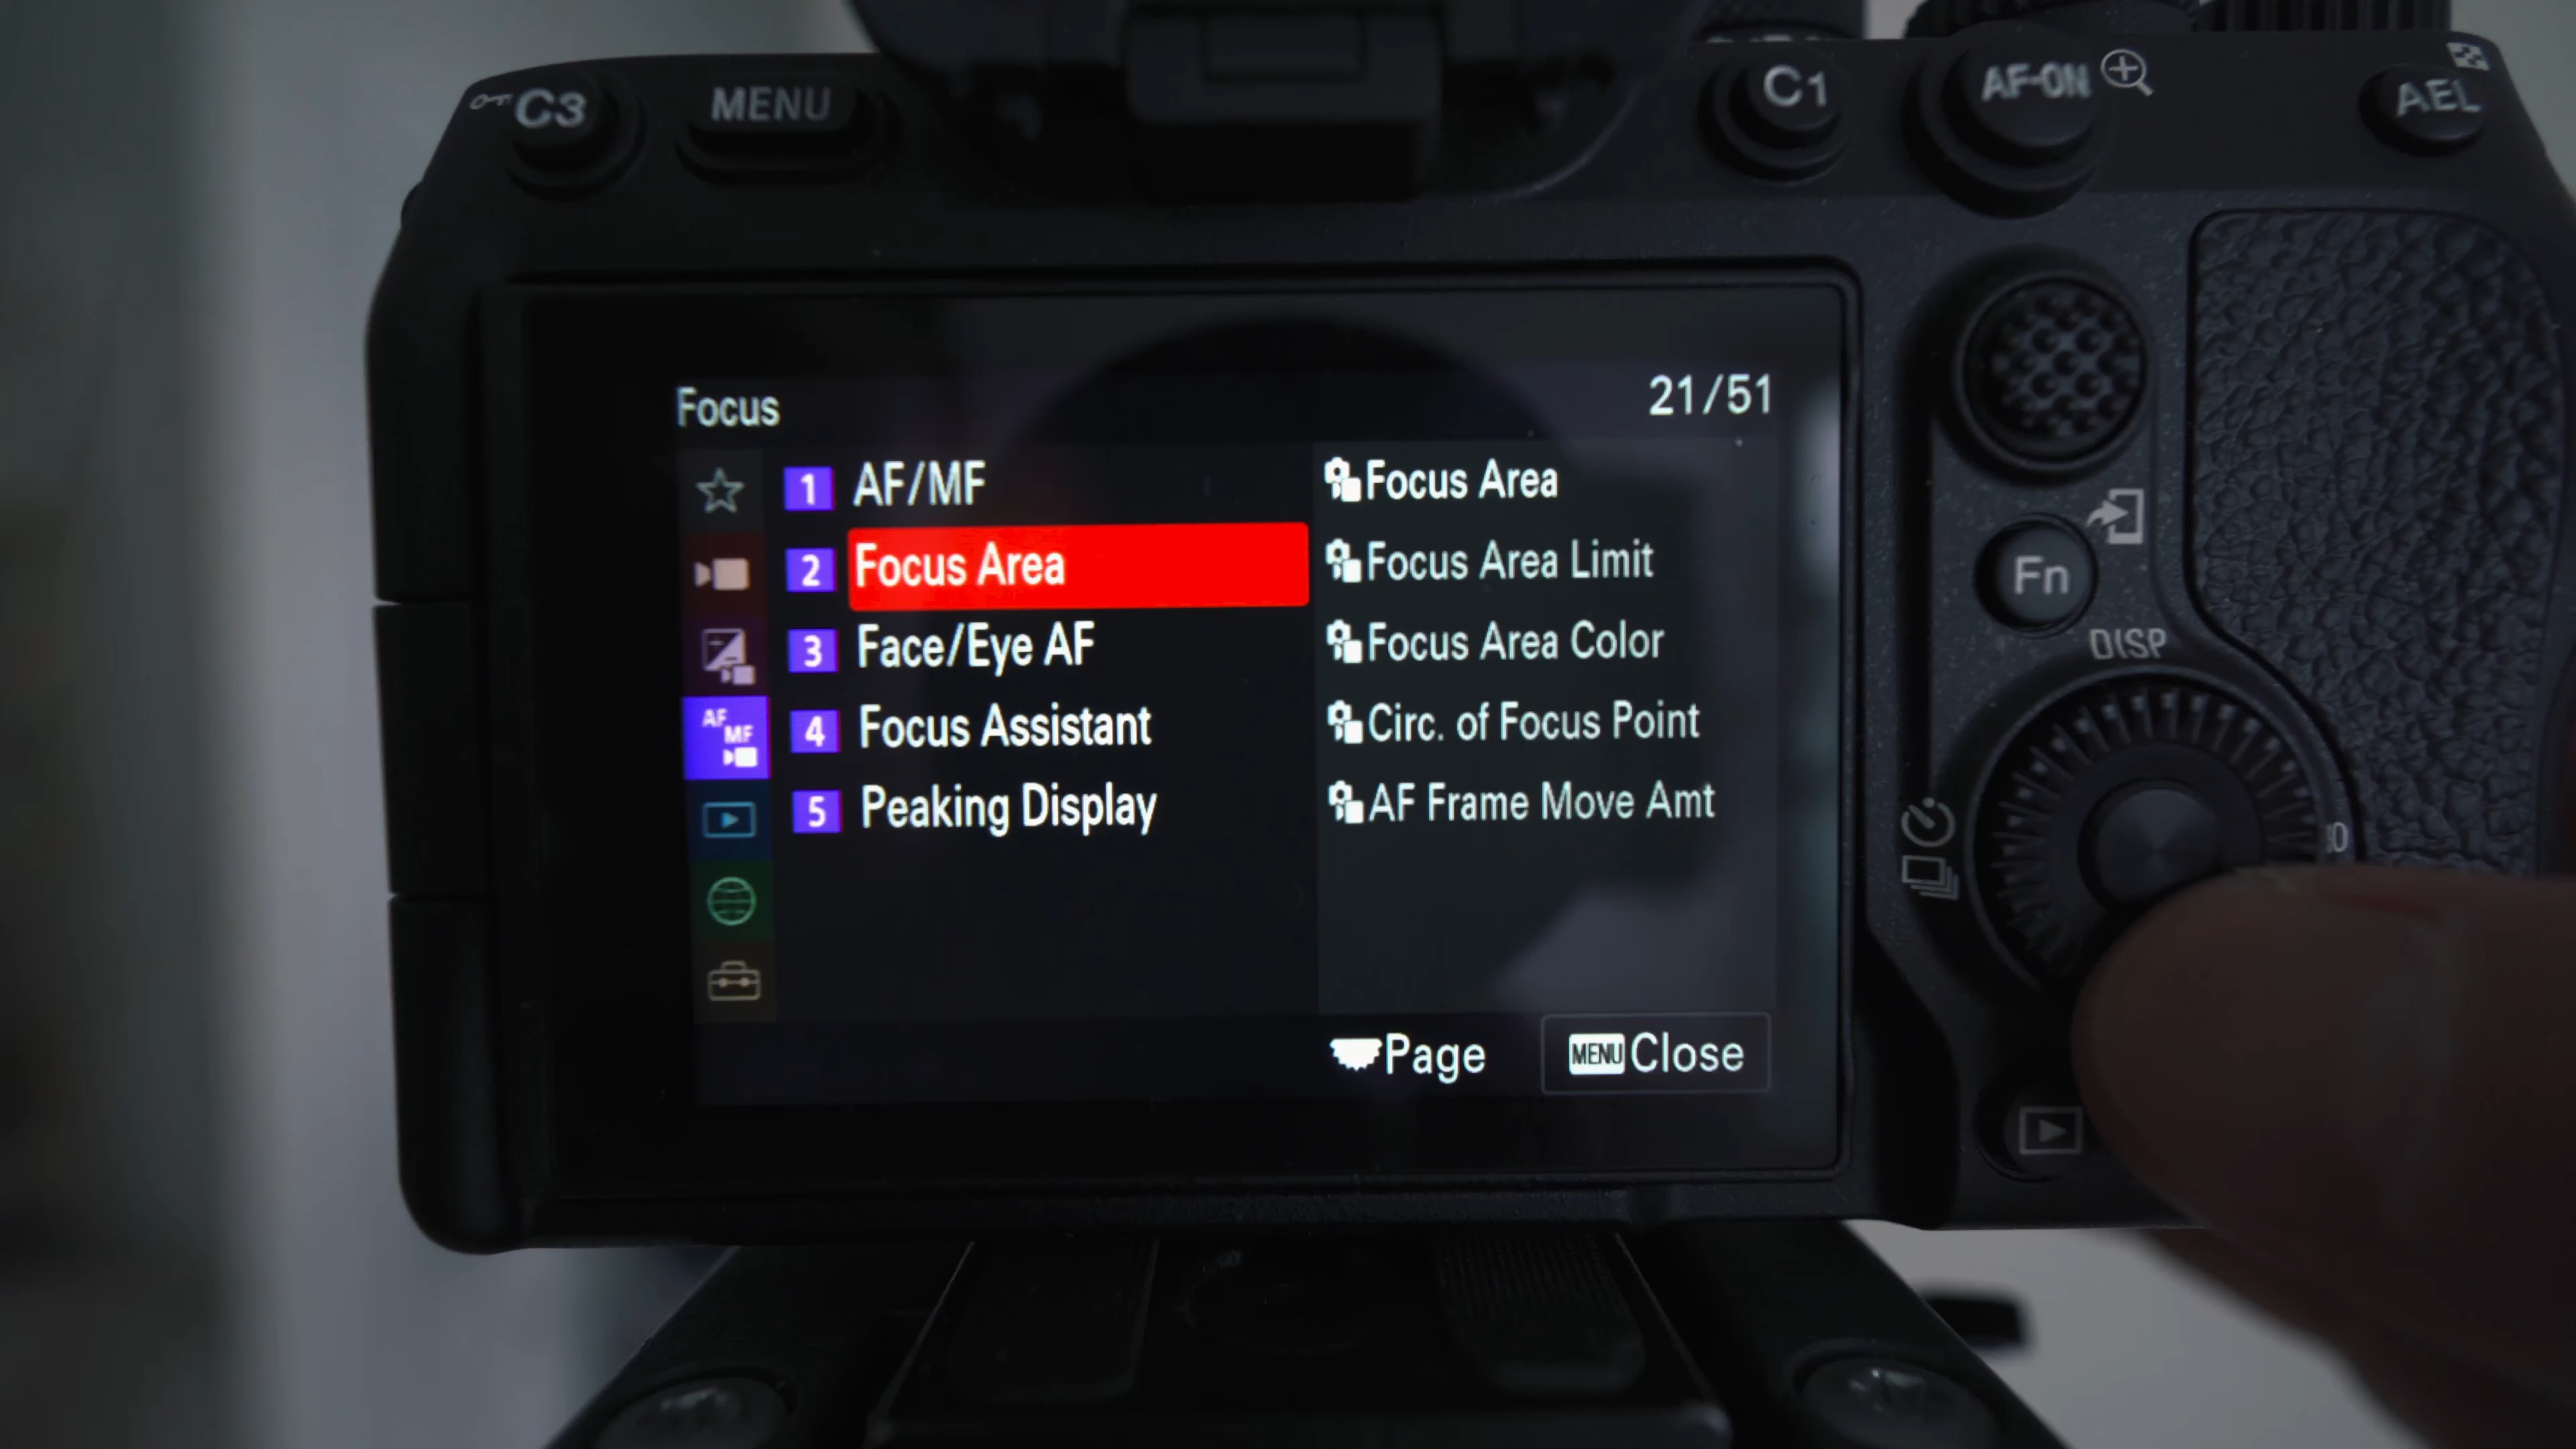 C3
MENU
C1
AF-ON
AEL
Focus
21/51
1 AF/MF
2 Focus Area
3 Face/Eye AF
4 Focus Assistant
5 Peaking Display
AF
MF
Focus Area
Focus Area Limit
Focus Area Color
Circ. of Focus Point
AF Frame Move Amt
Page
MENU Close
Fn
DISP